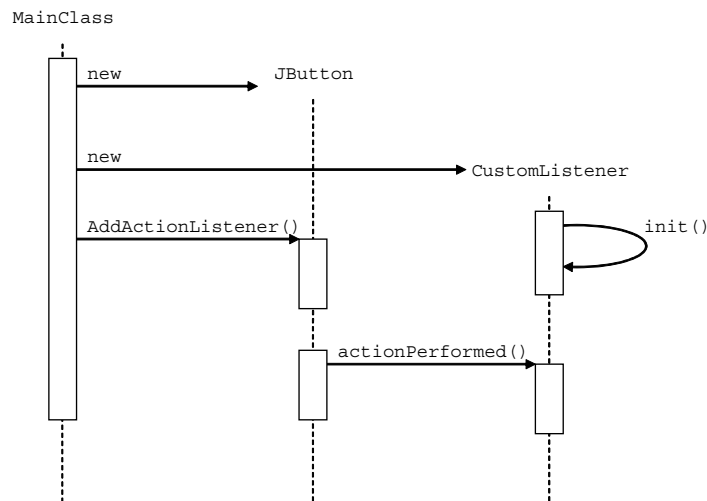 MainClass
new
JButton
new
CustomListener
AddActionListener()
init()
actionPerformed()